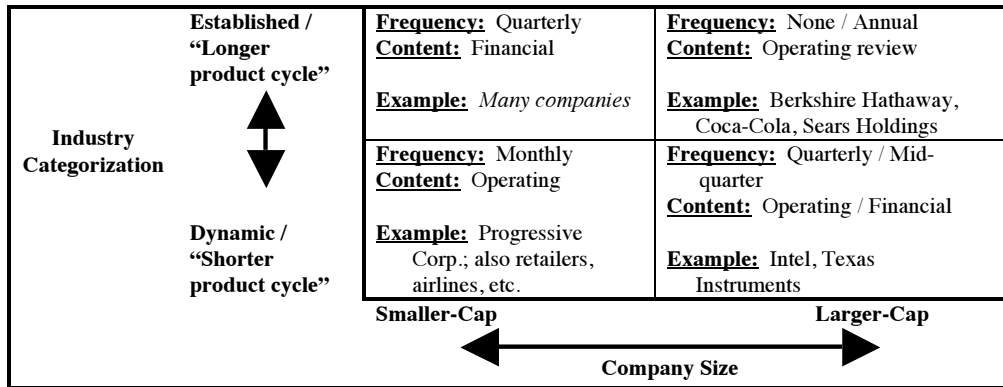 Established /
“Longer
product cycle”
Frequency: Quarterly
Content: Financial
Example: Many companies
Frequency: None / Annual
Content: Operating review
Example: Berkshire Hathaway,
Coca-Cola, Sears Holdings
Industry
Categorization
Dynamic /
“Shorter
product cycle”
Frequency: Monthly
Content: Operating
Example: Progressive
Corp.; also retailers,
airlines, etc.
Frequency: Quarterly / Mid-
quarter
Content: Operating / Financial
Example: Intel, Texas
Instruments
Smaller-Cap
Larger-Cap
Company Size